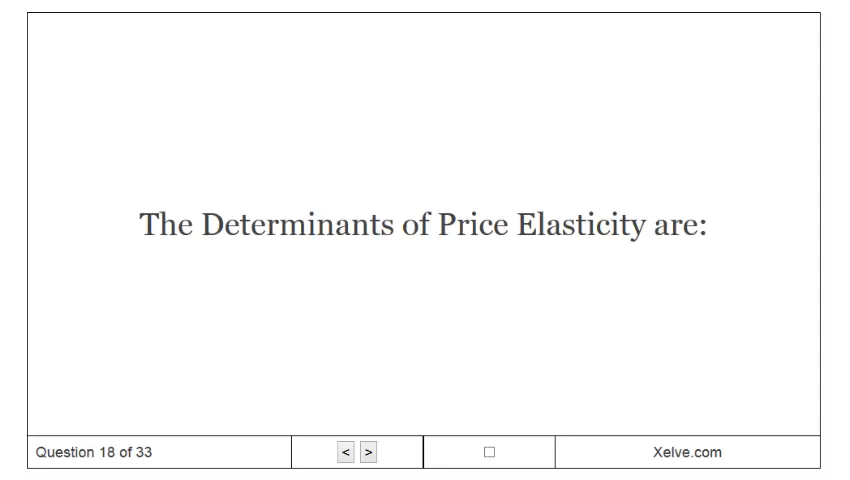 The Determinants of Price Elasticity are:
Question 18 of 33
< >
Xelve.com